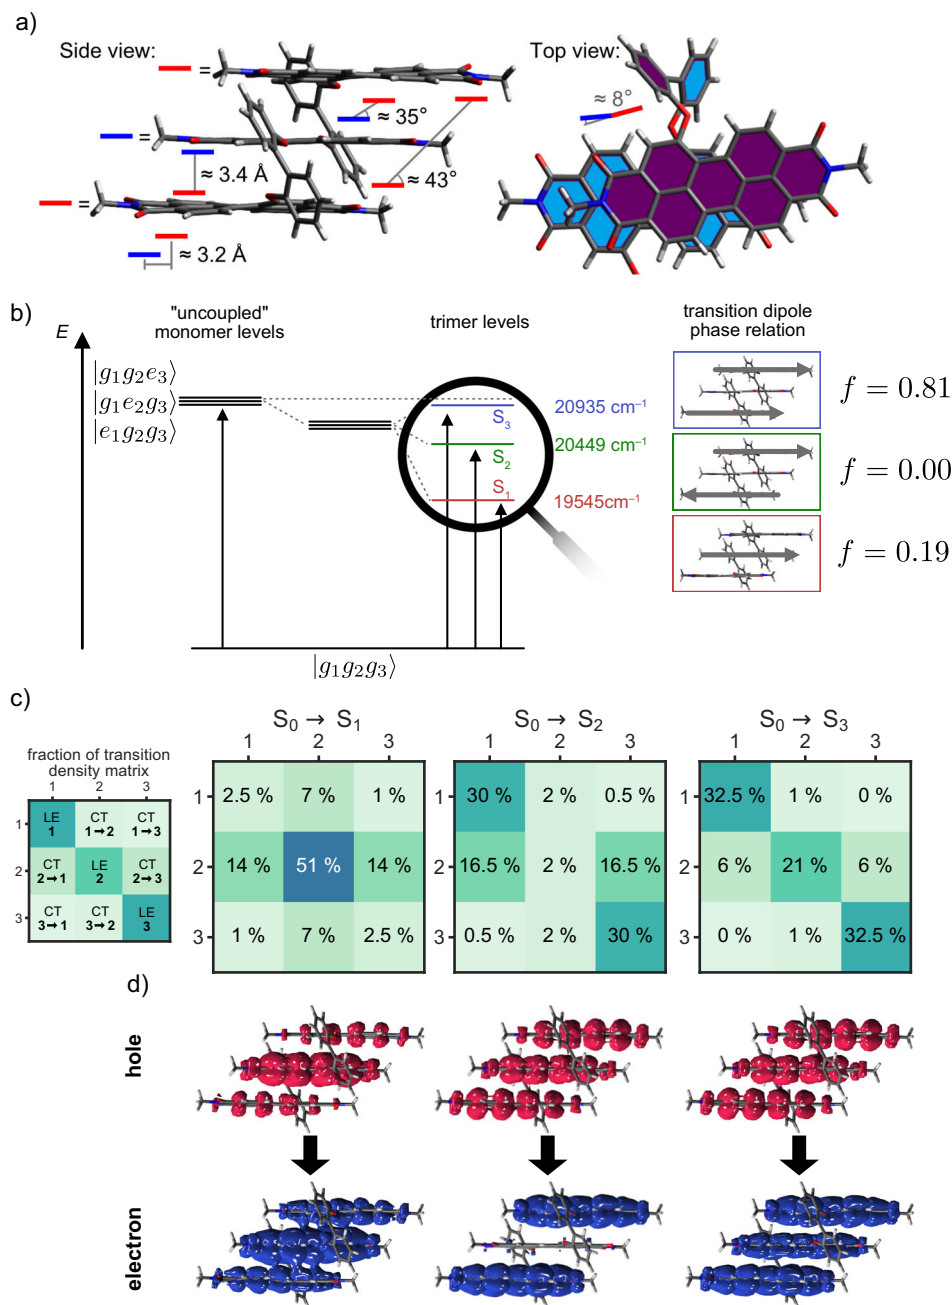 a)
Side view:
Top view:
=
≈ 35°
≈ 8°
=
≈ 3.4 Å
≈ 43°
=
≈ 3.2 Å
b)
E
"uncoupled"
monomer levels
trimer levels
transition dipole
phase relation
|g₁g₂e₃⟩
|g₁e₂g₃⟩
|e₁g₂g₃⟩
S₃
20935 cm⁻¹
f = 0.81
S₂
20449 cm⁻¹
f = 0.00
S₁
19545cm⁻¹
f = 0.19
|g₁g₂g₃⟩
c)
fraction of transition
density matrix
1 2 3
1 LE 1 CT 1→2 CT 1→3
2 CT 2→1 LE 2 CT 2→3
3 CT 3→1 CT 3→2 LE 3
S₀ → S₁
1 2 3
1 2.5 % 7 % 1 %
2 14 % 51 % 14 %
3 1 % 7 % 2.5 %
S₀ → S₂
1 2 3
1 30 % 2 % 0.5 %
2 16.5 % 2 % 16.5 %
3 0.5 % 2 % 30 %
S₀ → S₃
1 2 3
1 32.5 % 1 % 0 %
2 6 % 21 % 6 %
3 0 % 1 % 32.5 %
d)
hole
electron